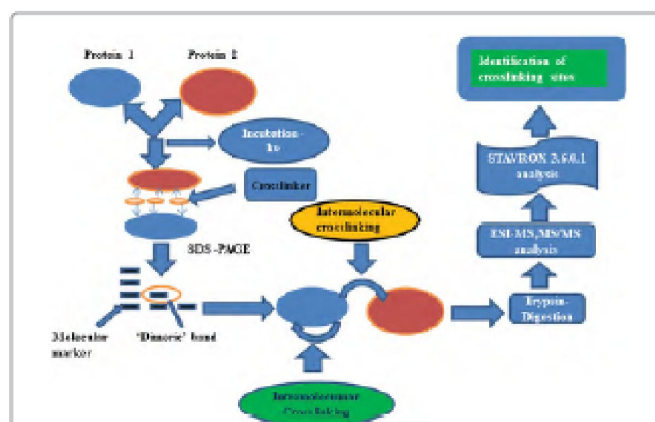 Protein 1
Protein 2
Incubation-
Crosslinker
SDS-PAGE
Molecular
marker
'Dimeric' band
Intermolecular
crosslinking
Intramolecular
Crosslinking
Trypsin-
Digestion
ESI-MS,MS/MS
analysis
STAVROX 3.6.0.1
analysis
Identification of
crosslinking sites